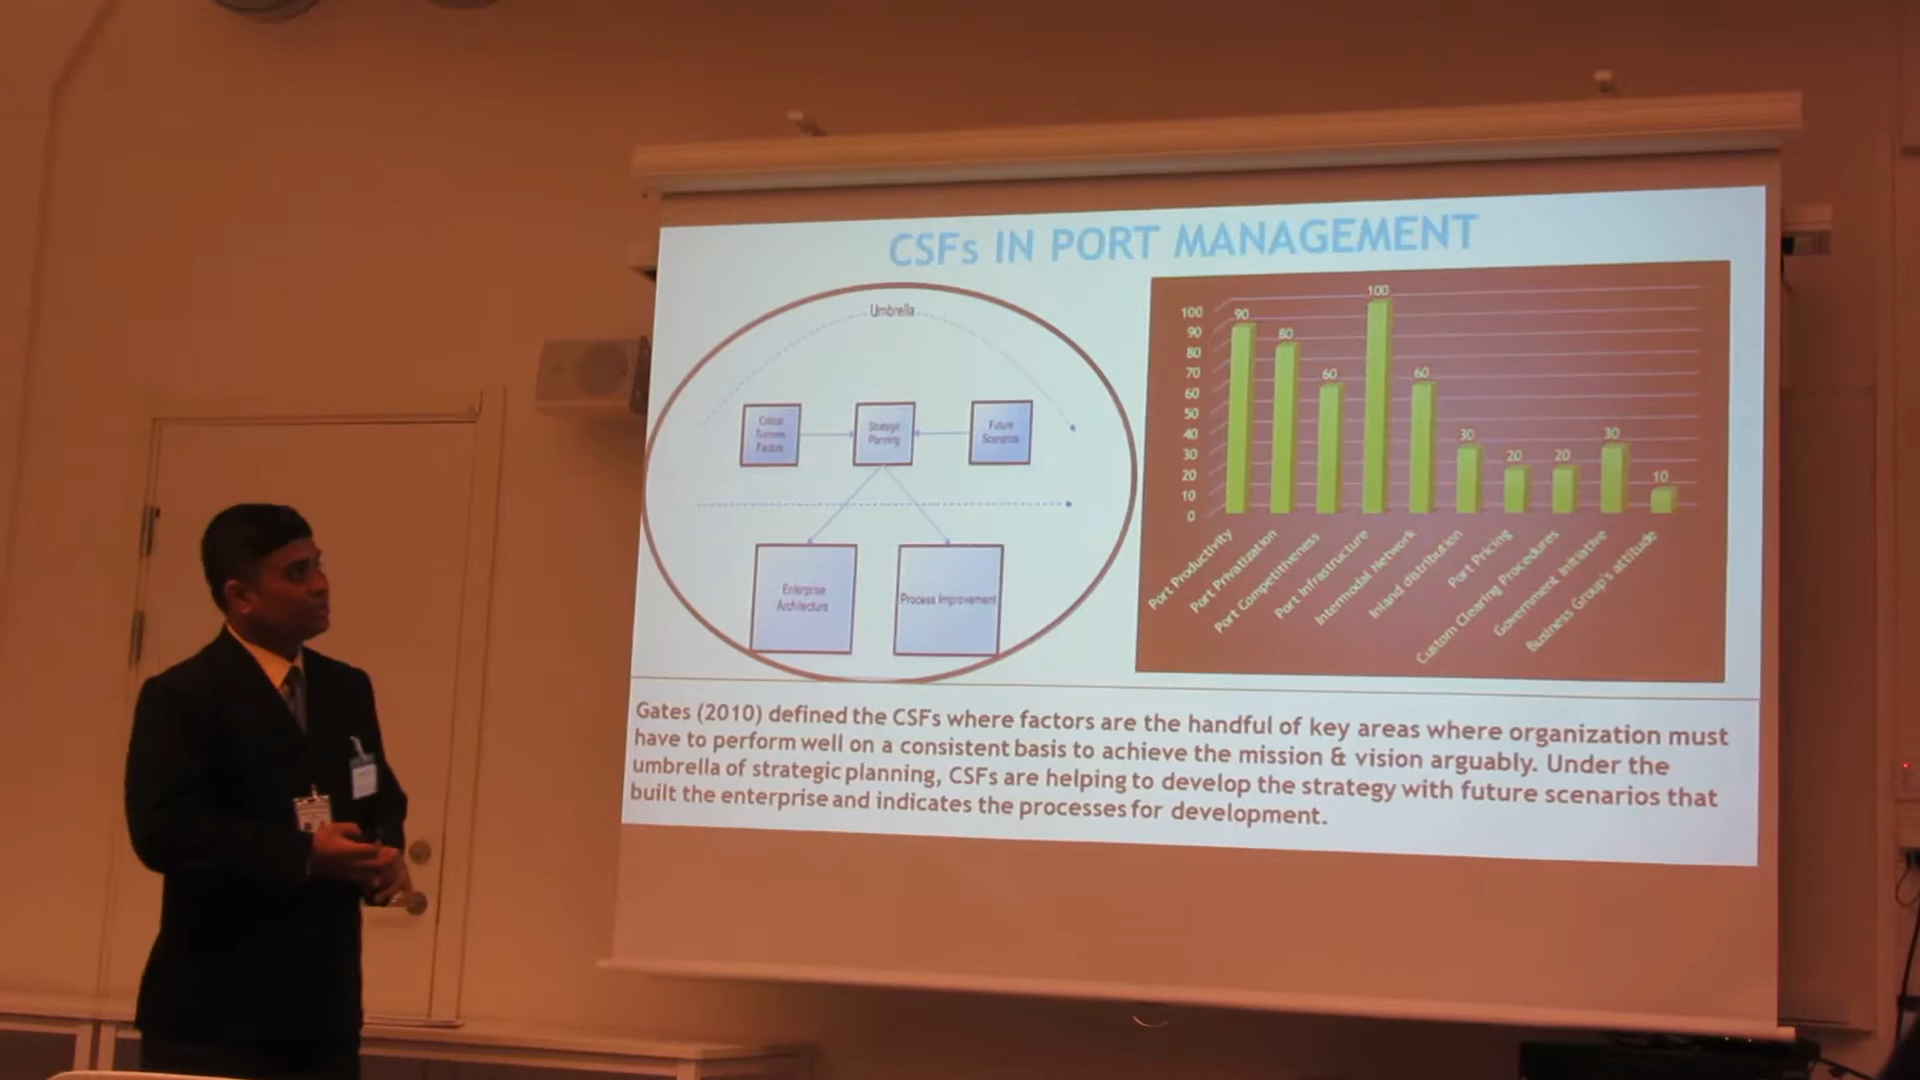 CSFs IN PORT MANAGEMENT
Umbrella
Critical
Success
Factors
Strategic
Planning
Future
Scenarios
Enterprise
Architecture
Process Improvement
100
90
80
70
60
50
40
30
20
10
0
90
80
60
100
60
30
20
20
30
10
Port Productivity
Port Privatization
Port Competitiveness
Port Infrastructure
Intermodal Network
Inland distribution
Port Pricing
Custom Clearing Procedures
Government Initiative
Business Group's attitude
Gates (2010) defined the CSFs where factors are the handful of key areas where organization must
have to perform well on a consistent basis to achieve the mission & vision arguably. Under the
umbrella of strategic planning, CSFs are helping to develop the strategy with future scenarios that
built the enterprise and indicates the processes for development.